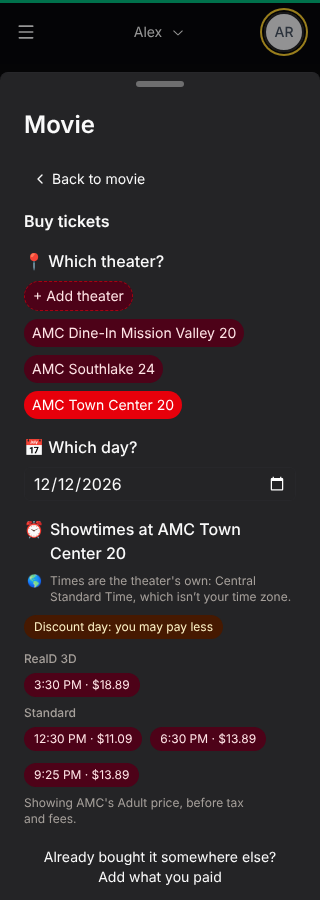 Alex
AR
Movie
Back to movie
Buy tickets
📍 Which theater?
+ Add theater
AMC Dine-In Mission Valley 20
AMC Southlake 24
AMC Town Center 20
📅 Which day?
12/12/2026
⏰ Showtimes at AMC Town
Center 20
🌎 Times are the theater's own: Central
Standard Time, which isn't your time zone.
Discount day: you may pay less
RealD 3D
3:30 PM · $18.89
Standard
12:30 PM · $11.09 6:30 PM · $13.89
9:25 PM · $13.89
Showing AMC's Adult price, before tax
and fees.
Already bought it somewhere else?
Add what you paid